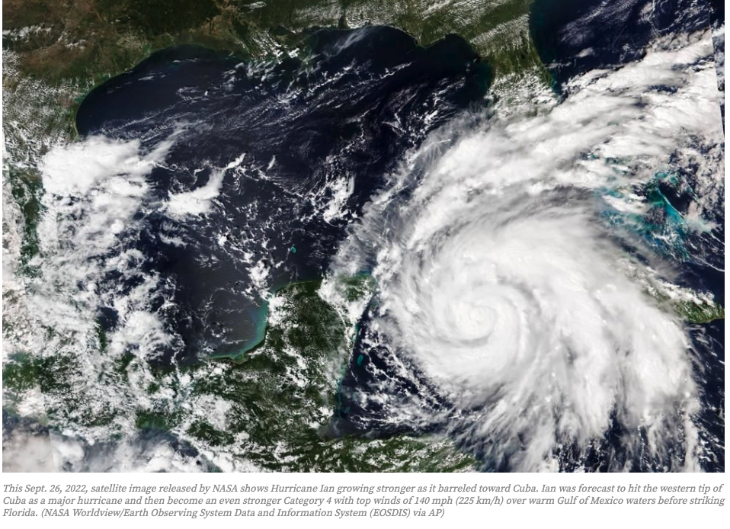 This Sept. 26, 2022, satellite image released by NASA shows Hurricane Ian growing stronger as it barreled toward Cuba. Ian was forecast to hit the western tip of
Cuba as a major hurricane and then become an even stronger Category 4 with top winds of 140 mph (225 km/h) over warm Gulf of Mexico waters before striking
Florida. (NASA Worldview/Earth Observing System Data and Information System (EOSDIS) via AP)